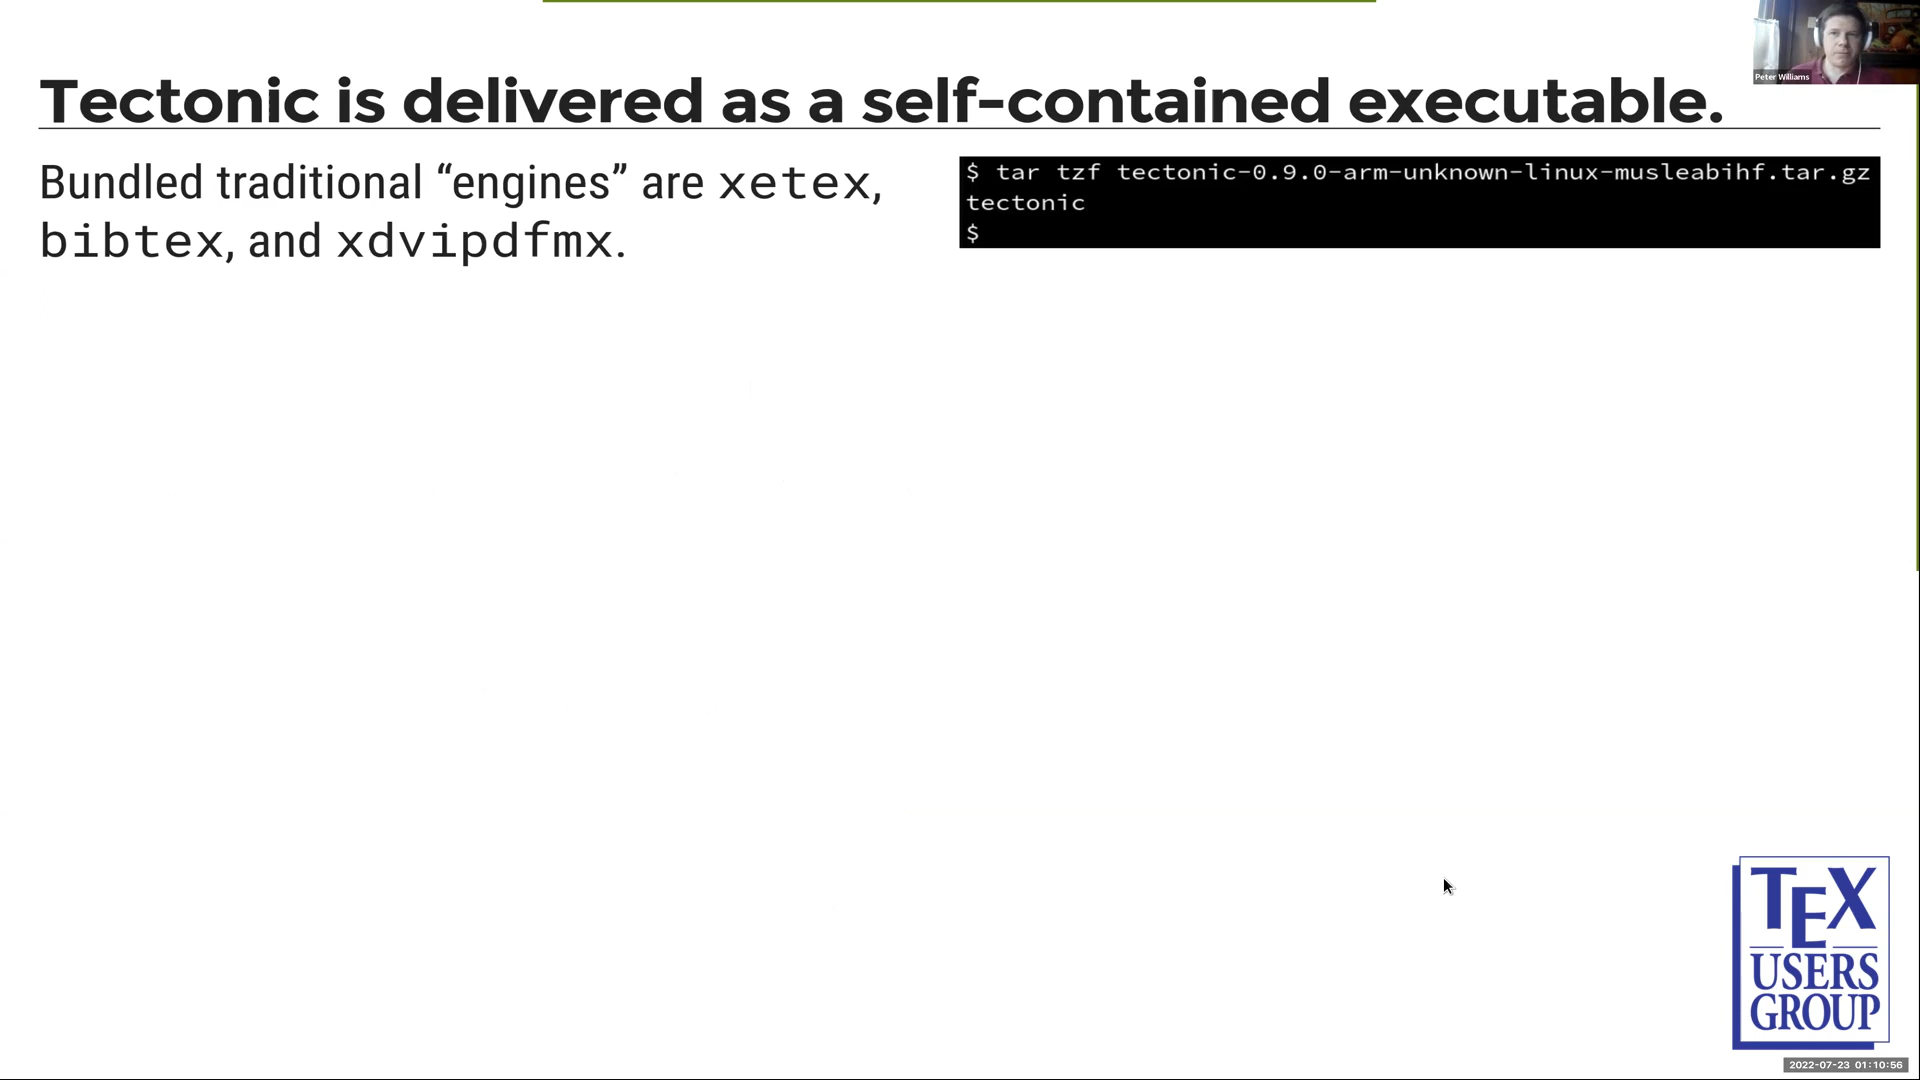 Peter Williams
Tectonic is delivered as a self-contained executable.
Bundled traditional “engines” are xetex,
bibtex, and xdvipdfmx.
$ tar tzf tectonic-0.9.0-arm-unknown-linux-musleabihf.tar.gz
tectonic
$
TEX
USERS
GROUP
2022-07-23 01:10:56